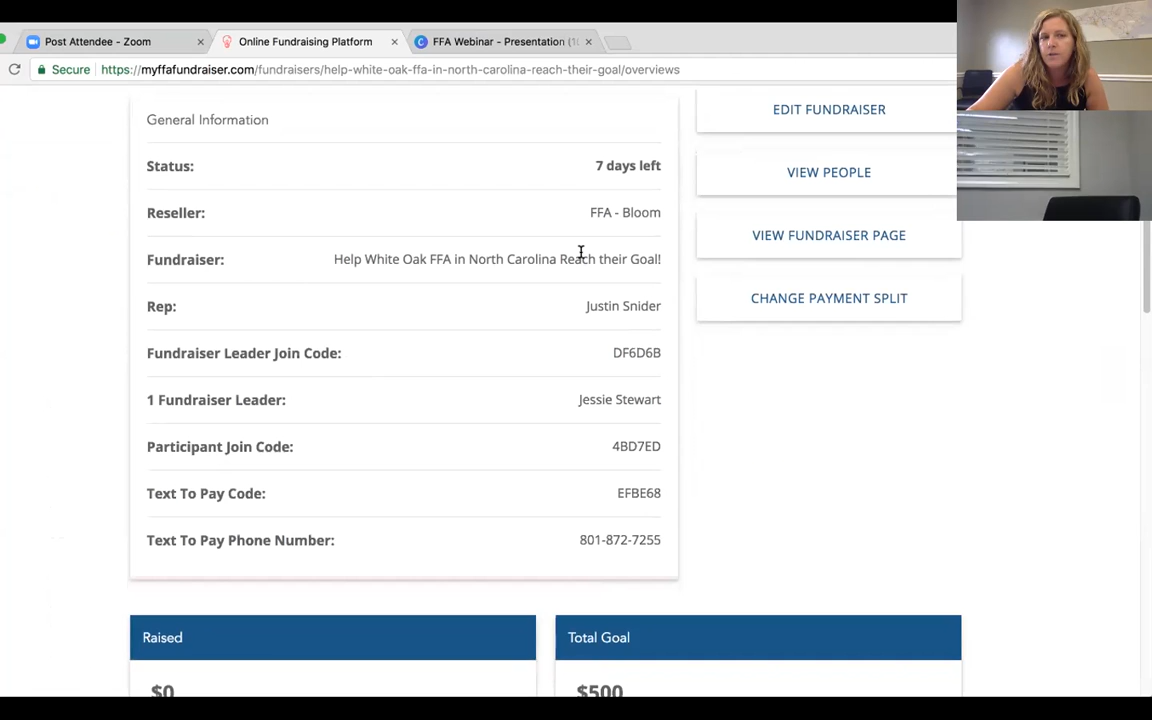 Post Attendee - Zoom
Online Fundraising Platform
FFA Webinar - Presentation
Secure https://myffafundraiser.com/fundraisers/help-white-oak-ffa-in-north-carolina-reach-their-goal/overviews
General Information
EDIT FUNDRAISER
Status: 7 days left
VIEW PEOPLE
Reseller: FFA - Bloom
VIEW FUNDRAISER PAGE
Fundraiser: Help White Oak FFA in North Carolina Reach their Goal!
CHANGE PAYMENT SPLIT
Rep: Justin Snider
Fundraiser Leader Join Code: DF6D6B
1 Fundraiser Leader: Jessie Stewart
Participant Join Code: 4BD7ED
Text To Pay Code: EFBE68
Text To Pay Phone Number: 801-872-7255
Raised
Total Goal
$0
$500